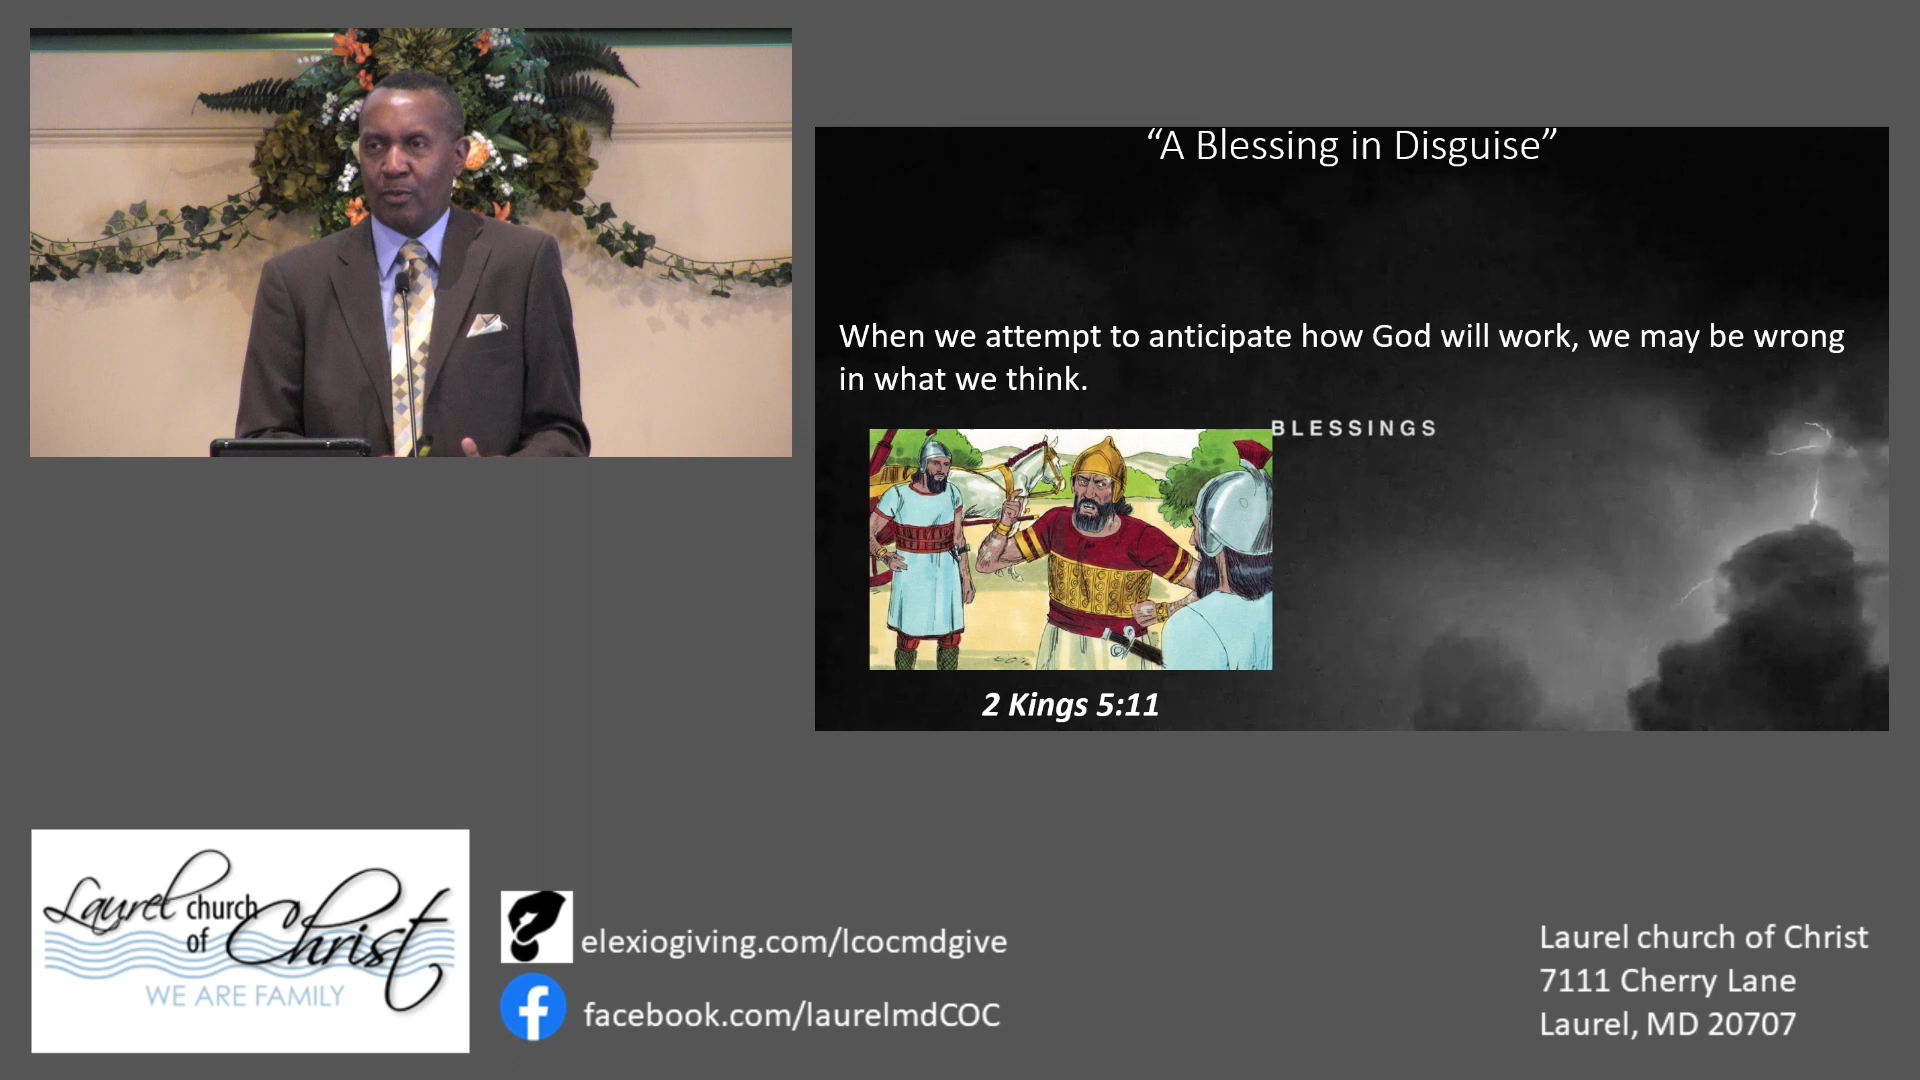 “A Blessing in Disguise”
When we attempt to anticipate how God will work, we may be wrong
in what we think.
BLESSINGS
2 Kings 5:11
Laurel church
of Christ
WE ARE FAMILY
elexiogiving.com/lcocmdgive
facebook.com/laurelmdCOC
Laurel church of Christ
7111 Cherry Lane
Laurel, MD 20707